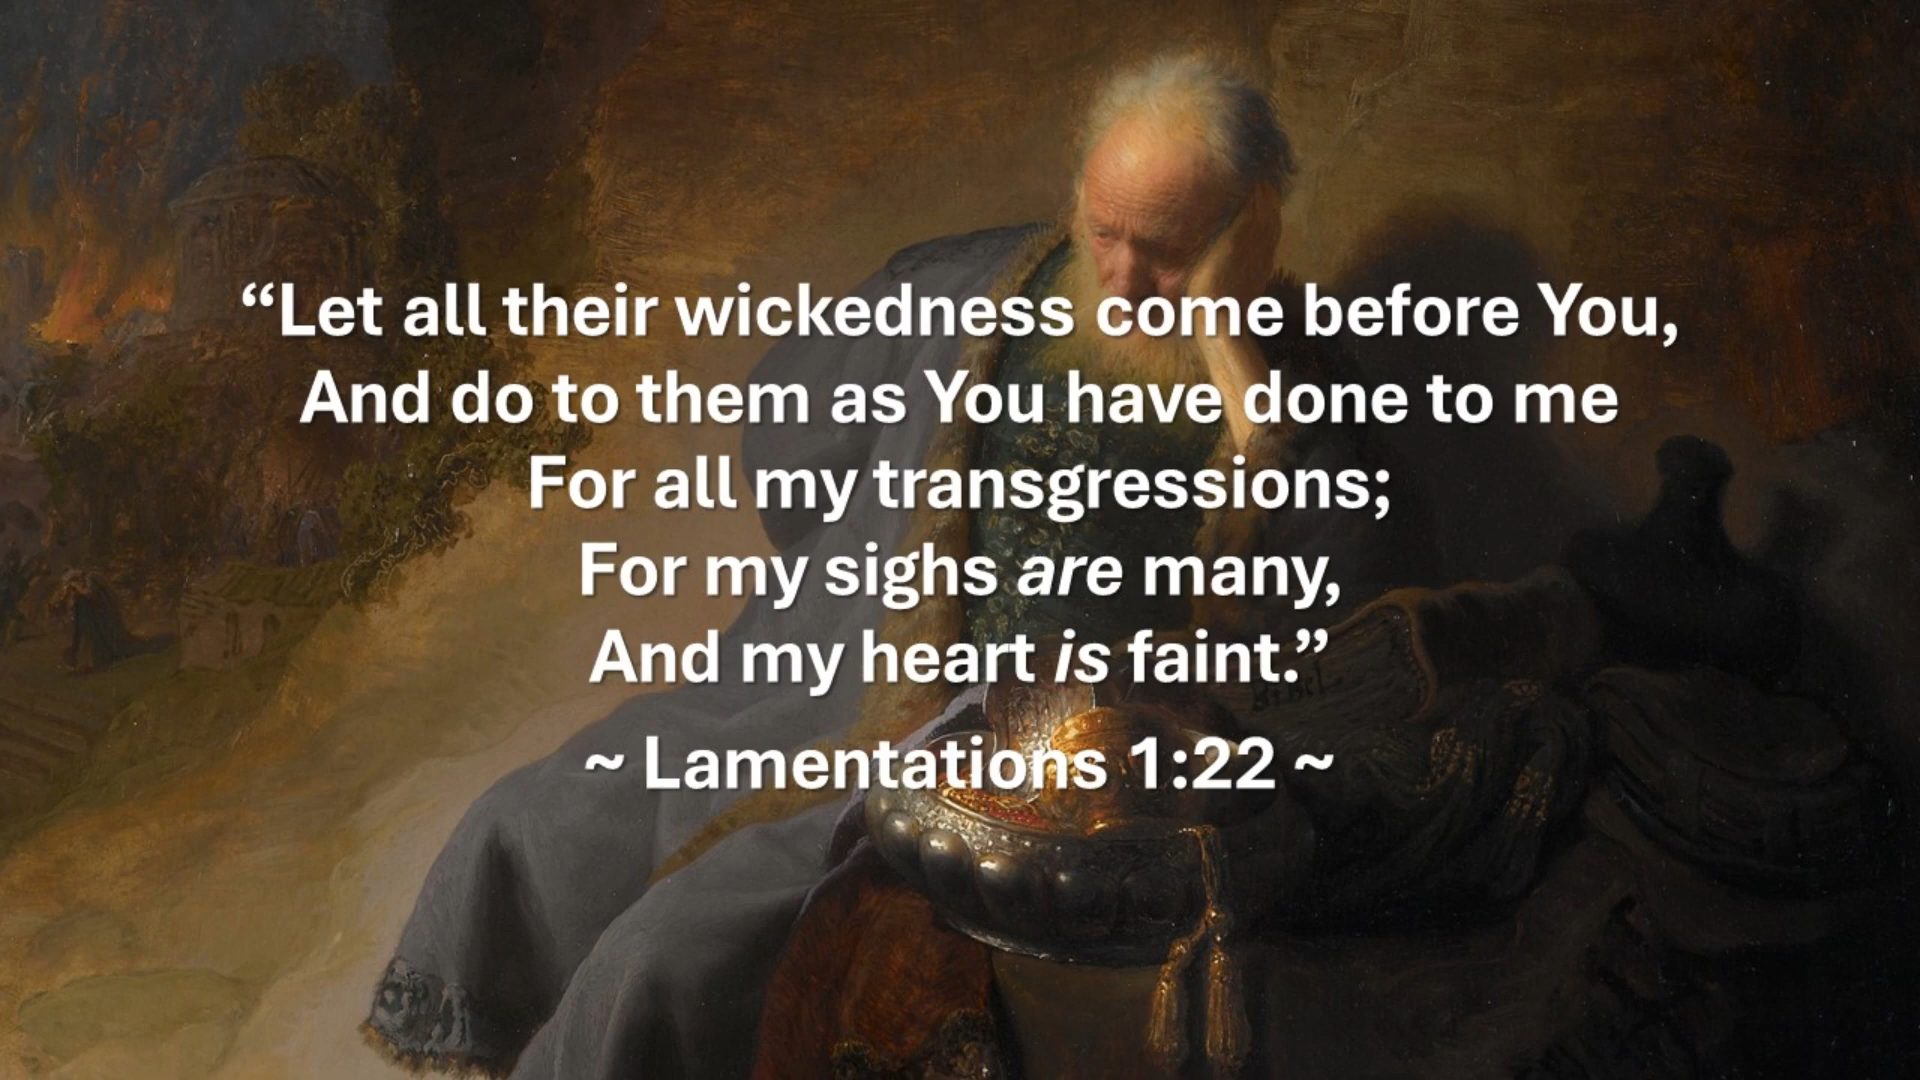 “Let all their wickedness come before You,
And do to them as You have done to me
For all my transgressions;
For my sighs are many,
And my heart is faint.”
~ Lamentations 1:22 ~